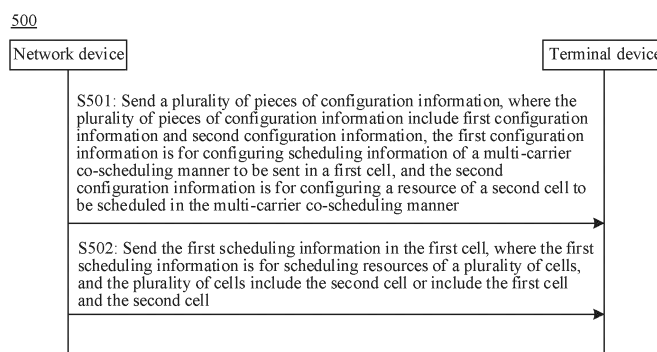 500
Network device
Terminal device
S501: Send a plurality of pieces of configuration information, where the
plurality of pieces of configuration information include first configuration
information and second configuration information, the first configuration
information is for configuring scheduling information of a multi-carrier
co-scheduling manner to be sent in a first cell, and the second
configuration information is for configuring a resource of a second cell to
be scheduled in the multi-carrier co-scheduling manner
S502: Send the first scheduling information in the first cell, where the first
scheduling information is for scheduling resources of a plurality of cells,
and the plurality of cells include the second cell or include the first cell
and the second cell